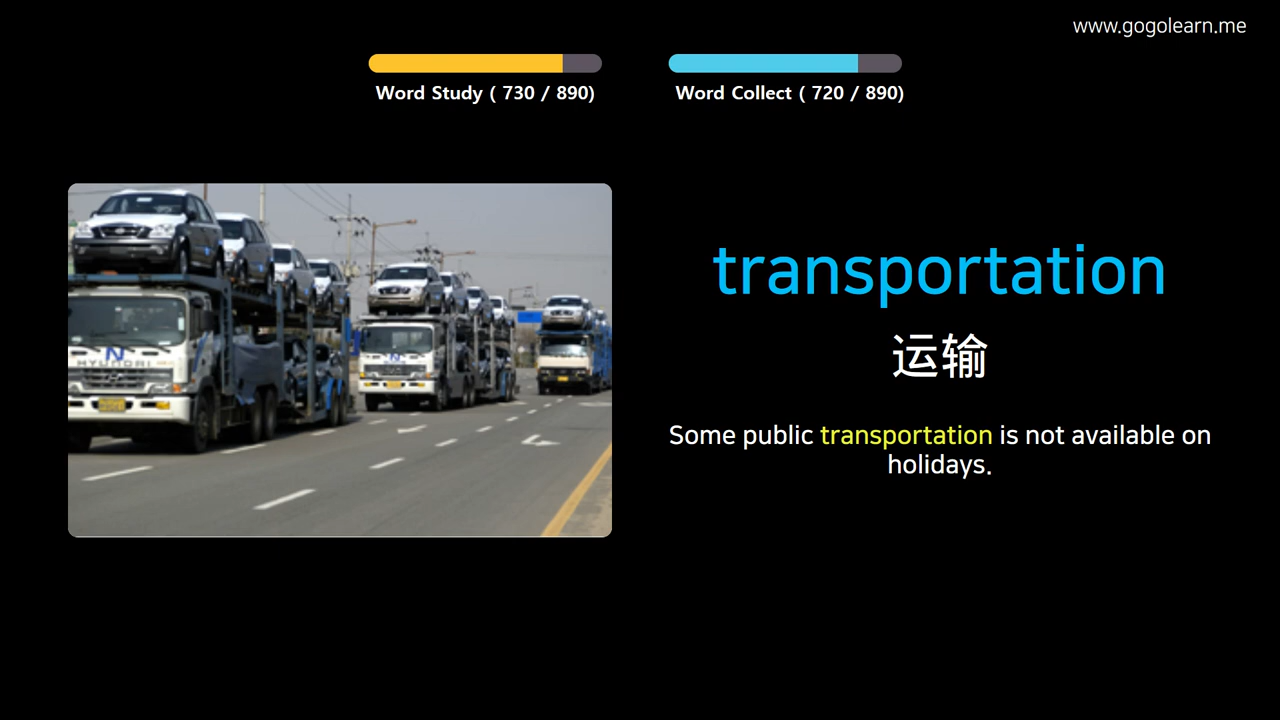 www.gogolearn.me
Word Study ( 730 / 890)
Word Collect ( 720 / 890)
HYUNDAI
transportation
运输
Some public transportation is not available on
holidays.